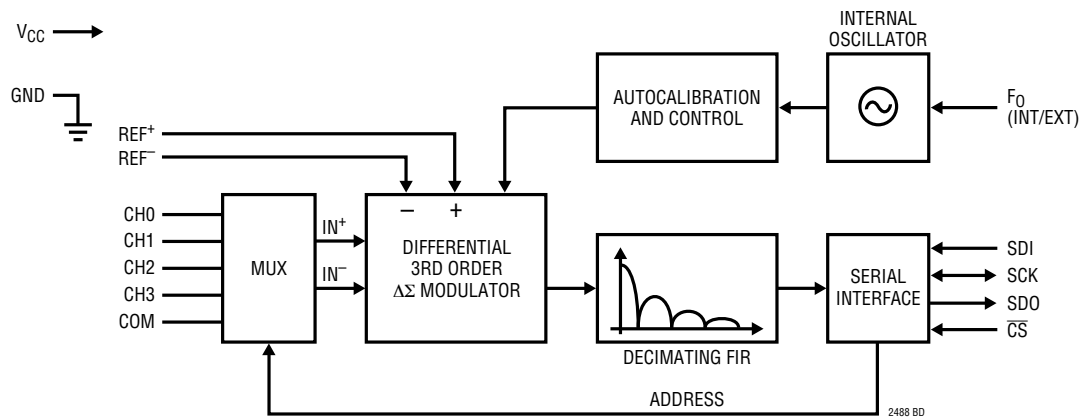 V_CC
GND
REF⁺
REF⁻
CH0
CH1
CH2
CH3
COM
MUX
IN⁺
IN⁻
− +
DIFFERENTIAL
3RD ORDER
ΔΣ MODULATOR
AUTOCALIBRATION
AND CONTROL
INTERNAL
OSCILLATOR
F_O
(INT/EXT)
DECIMATING FIR
SERIAL
INTERFACE
SDI
SCK
SDO
C̅S̅
ADDRESS
2488 BD